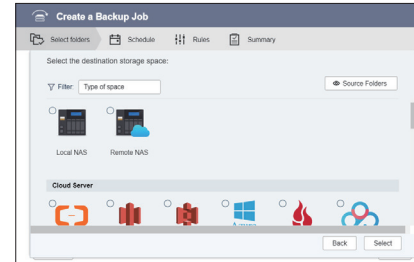 Create a Backup Job
Select folders Schedule Rules Summary
Select the destination storage space:
Filter: Type of space Source Folders
Local NAS Remote NAS
Cloud Server
Back Select